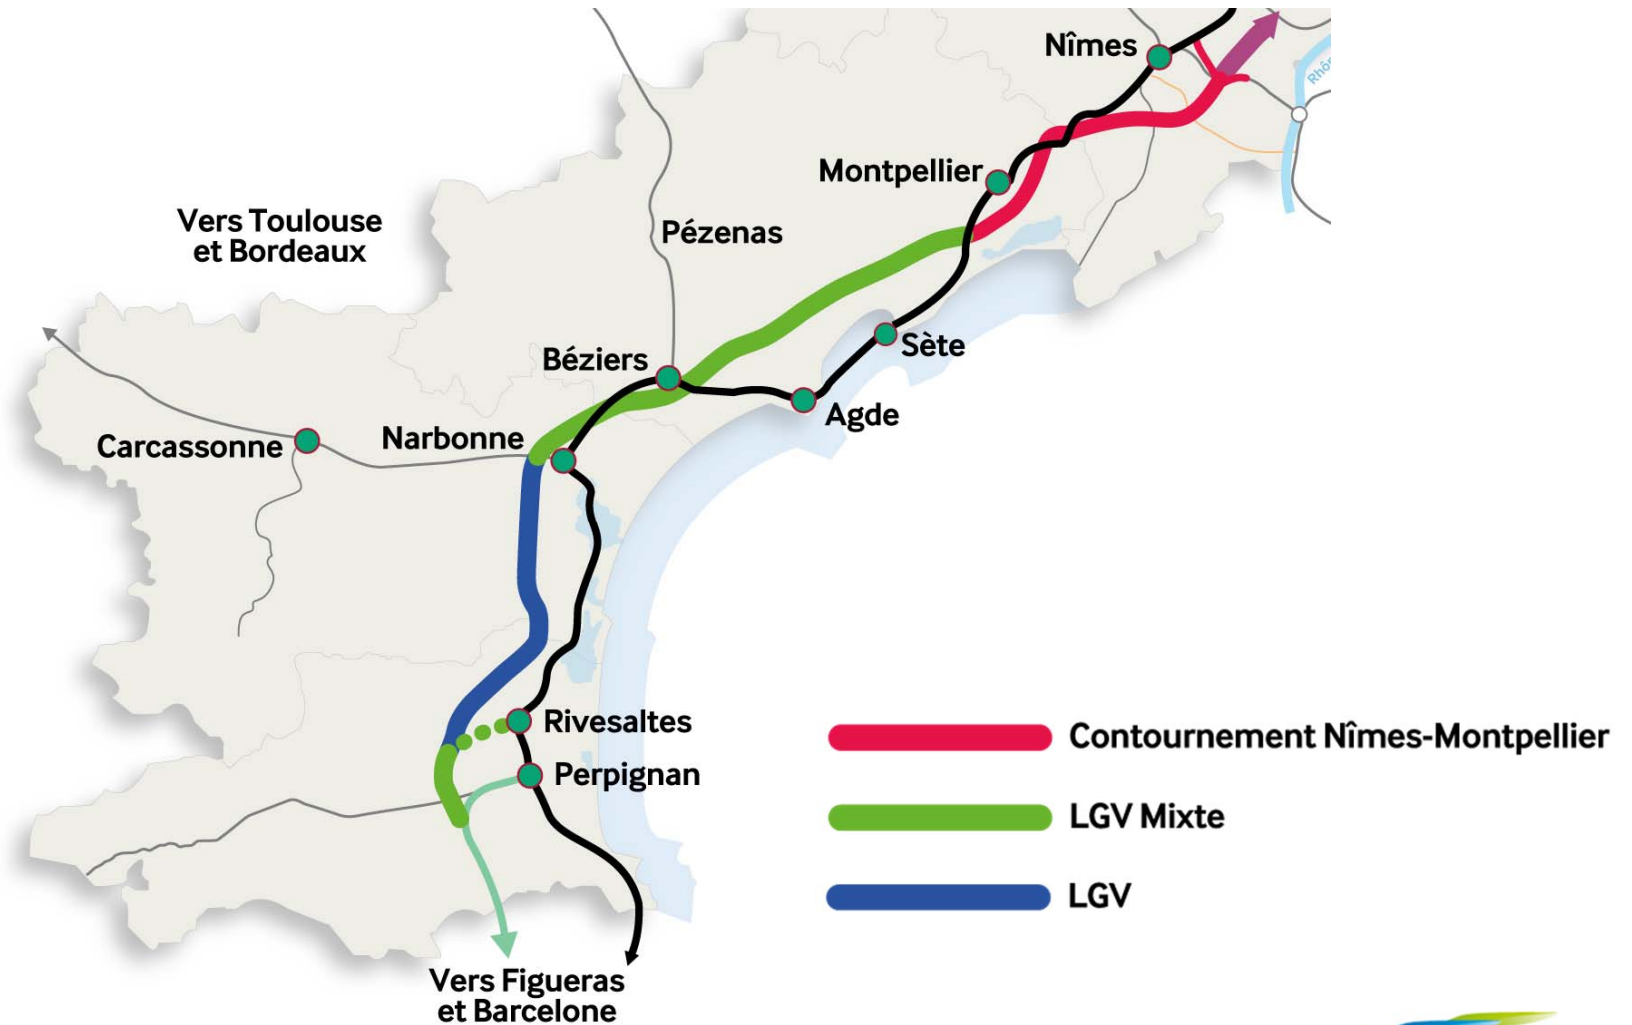 Nîmes
Rhôn
Montpellier
Vers Toulouse
et Bordeaux
Pézenas
Sète
Béziers
Agde
Narbonne
Carcassonne
Rivesaltes
Contournement Nîmes-Montpellier
Perpignan
LGV Mixte
LGV
Vers Figueras
et Barcelone